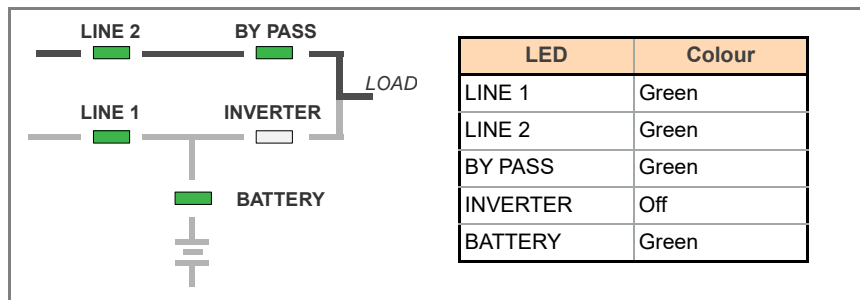 LINE 2 BY PASS
LOAD
LINE 1 INVERTER
BATTERY
LED Colour
LINE 1 Green
LINE 2 Green
BY PASS Green
INVERTER Off
BATTERY Green